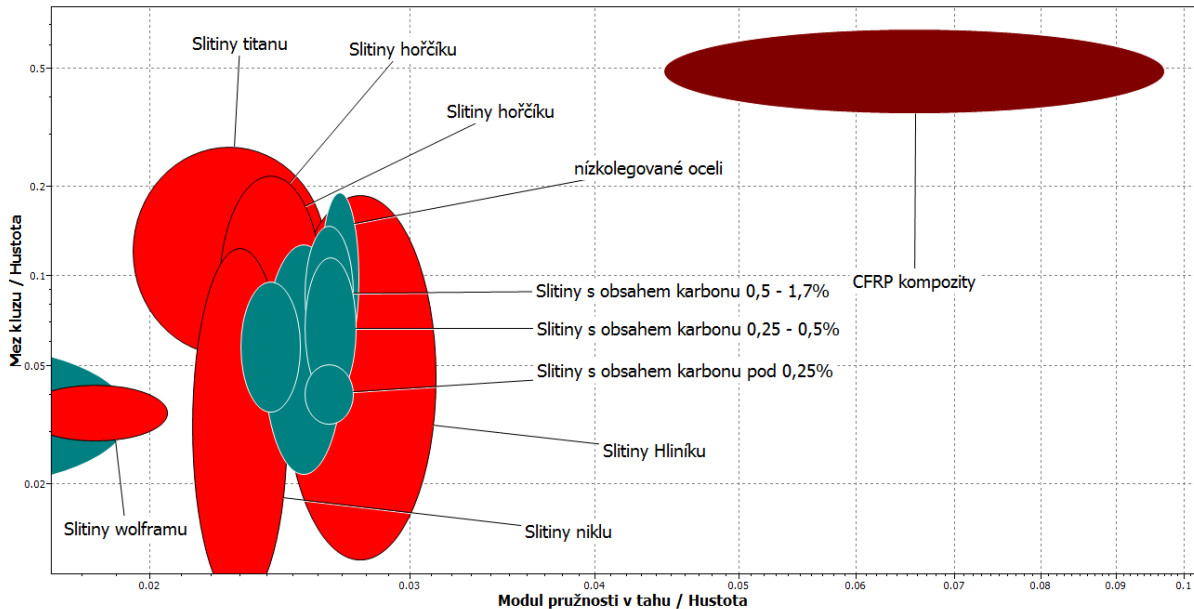 Slitiny titanu
Slitiny hořčíku
Slitiny hořčíku
nízkolegované oceli
CFRP kompozity
Slitiny s obsahem karbonu 0,5 - 1,7%
Slitiny s obsahem karbonu 0,25 - 0,5%
Slitiny s obsahem karbonu pod 0,25%
Slitiny Hliníku
Slitiny niklu
Slitiny wolframu
Mez kluzu / Hustota
0.5
0.2
0.1
0.05
0.02
0.02
0.03
0.04
0.05
0.06
0.07
0.08
0.09
0.1
Modul pružnosti v tahu / Hustota